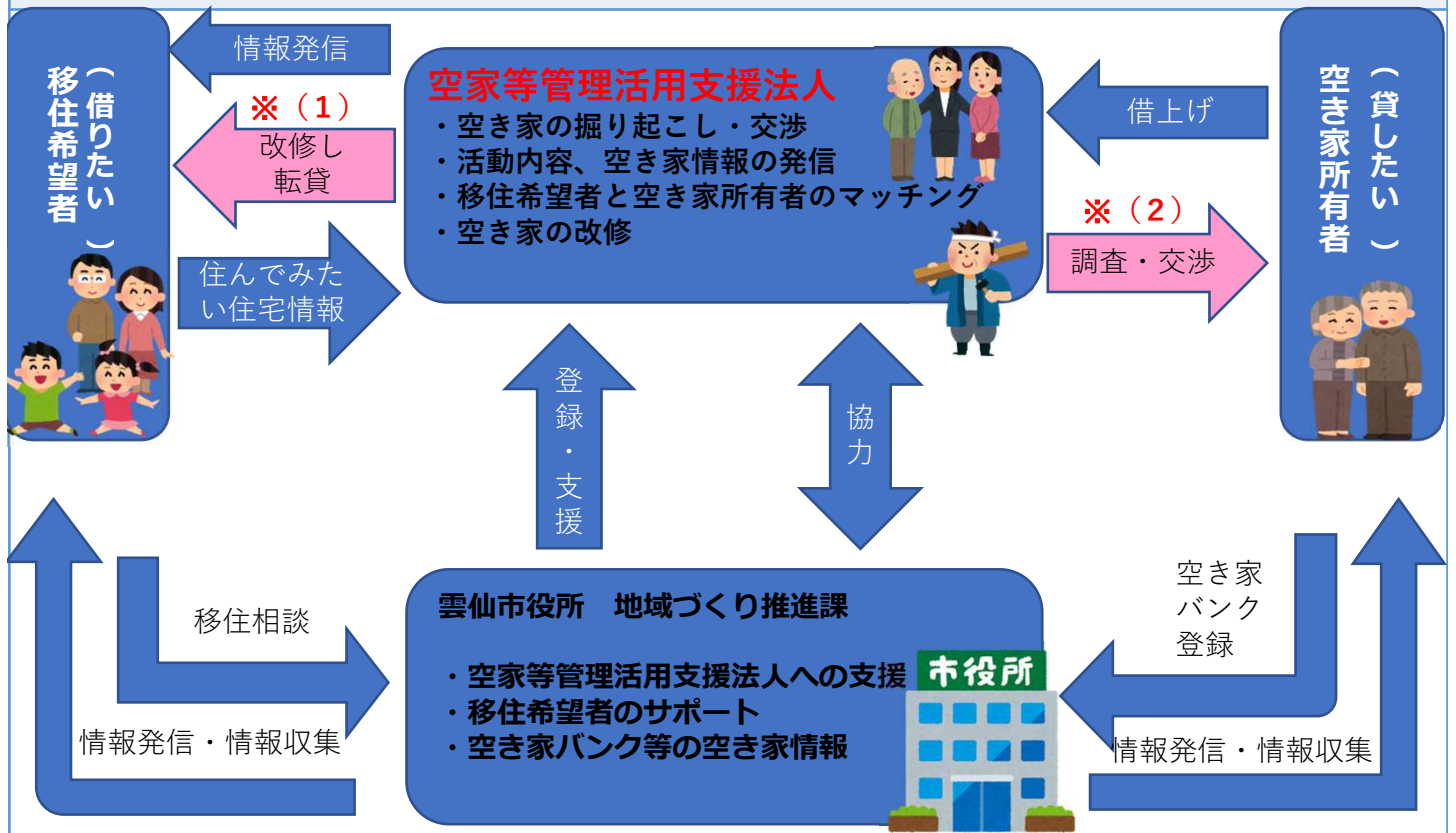 （借りたい）
移住希望者
情報発信
※（1）
改修し
転貸
住んでみた
い住宅情報
空家等管理活用支援法人
・空き家の掘り起こし・交渉
・活動内容、空き家情報の発信
・移住希望者と空き家所有者のマッチング
・空き家の改修
借上げ
※（2）
調査・交渉
（貸したい）
空き家所有者
登録・支援
協力
移住相談
情報発信・情報収集
雲仙市役所　地域づくり推進課
・空家等管理活用支援法人への支援
・移住希望者のサポート
・空き家バンク等の空き家情報
市役所
空き家
バンク
登録
情報発信・情報収集